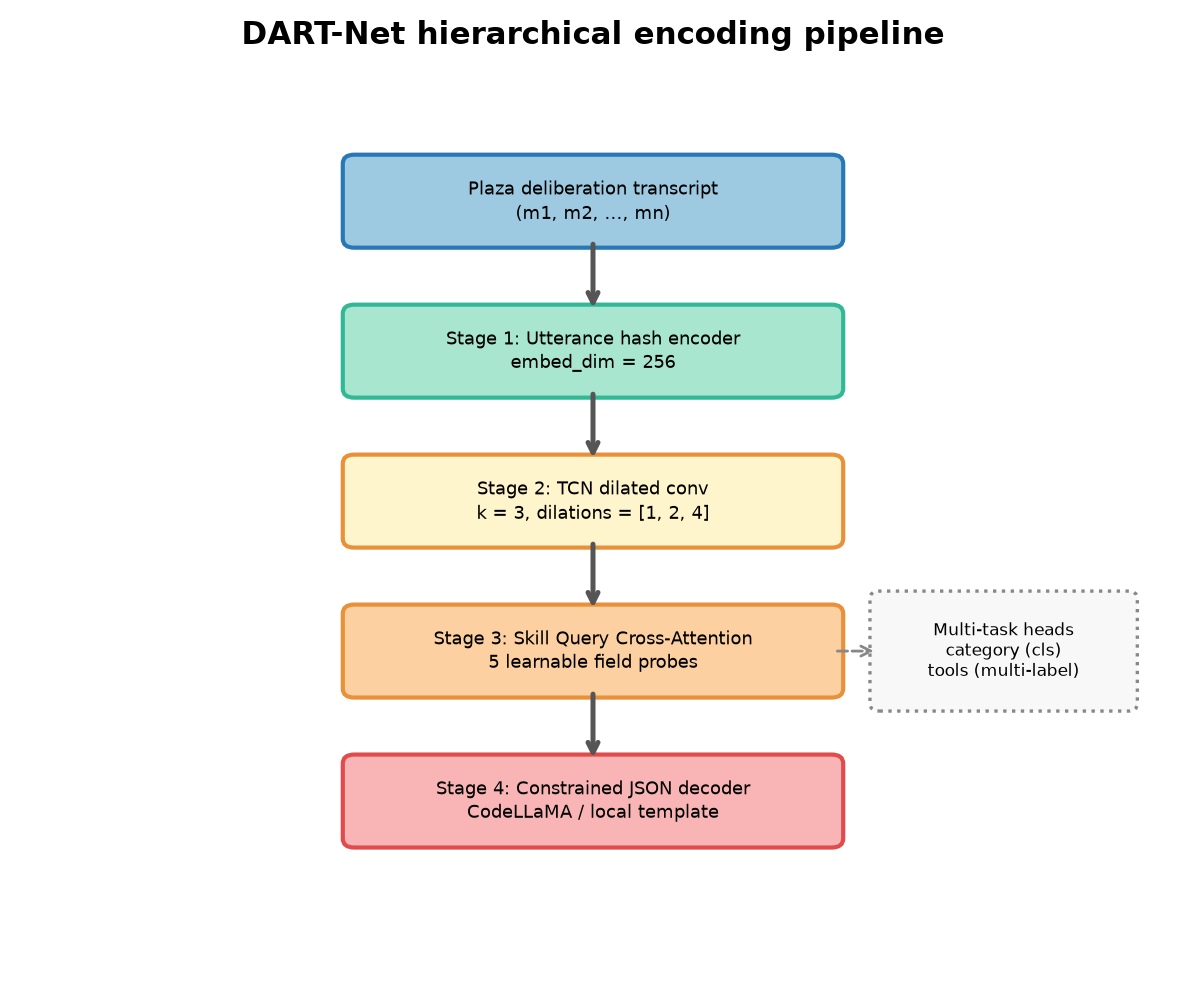 DART-Net hierarchical encoding pipeline
Plaza deliberation transcript
(m1, m2, ..., mn)
Stage 1: Utterance hash encoder
embed_dim = 256
Stage 2: TCN dilated conv
k = 3, dilations = [1, 2, 4]
Stage 3: Skill Query Cross-Attention
5 learnable field probes
Multi-task heads
category (cls)
tools (multi-label)
Stage 4: Constrained JSON decoder
CodeLLaMA / local template